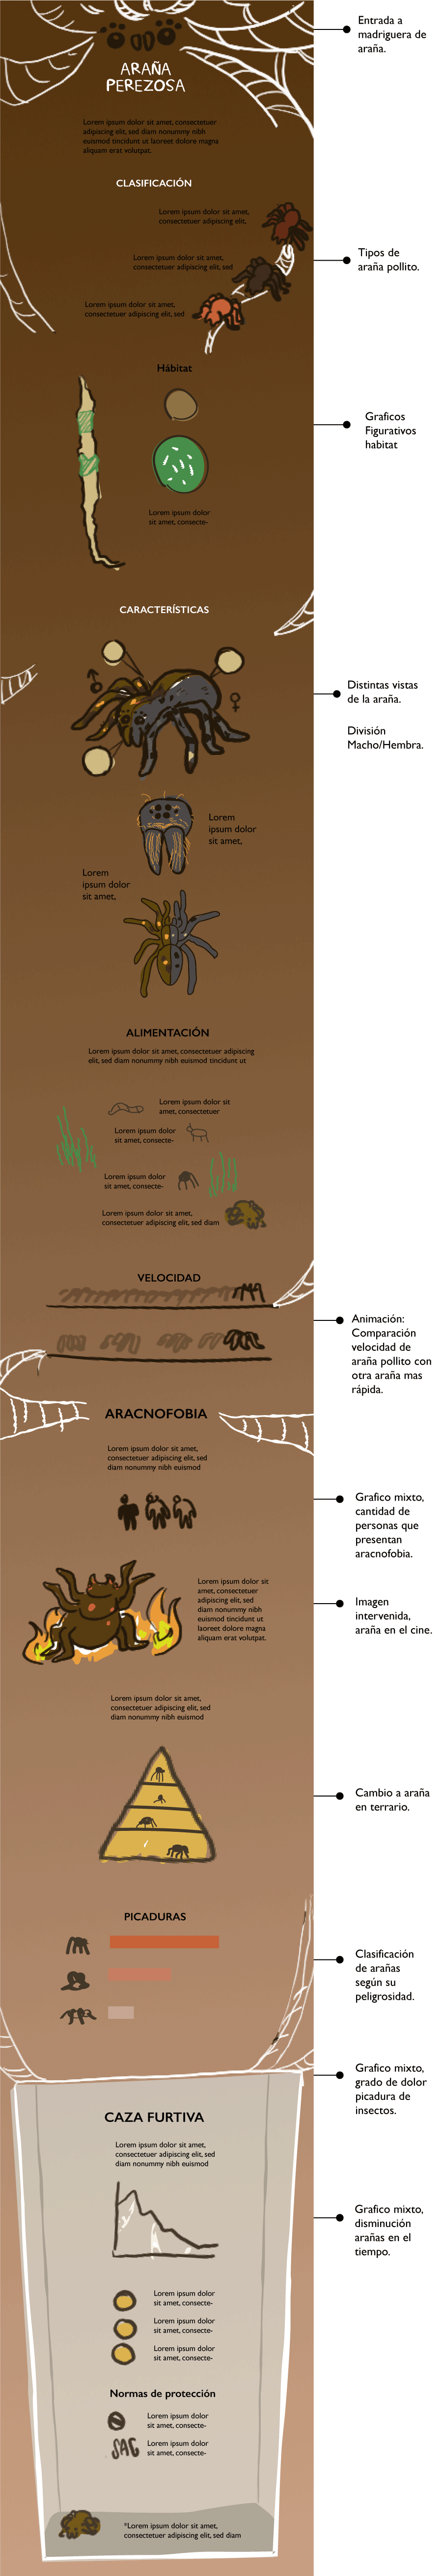 Entrada a
madriguera de
araña.
ARAÑA
PEREZOSA
Lorem ipsum dolor sit amet, consectetuer
adipiscing elit, sed diam nonummy nibh
euismod tincidunt ut laoreet dolore magna
aliquam erat volutpat.
CLASIFICACIÓN
Lorem ipsum dolor sit amet,
consectetuer adipiscing elit,
Lorem ipsum dolor sit amet,
consectetuer adipiscing elit, sed
Tipos de
araña pollito.
Lorem ipsum dolor sit amet,
consectetuer adipiscing elit, sed
Hábitat
Graficos
Figurativos
habitat
Lorem ipsum dolor
sit amet, consecte-
CARACTERÍSTICAS
Distintas vistas
de la araña.
División
Macho/Hembra.
Lorem
ipsum dolor
sit amet,
Lorem
ipsum dolor
sit amet,
ALIMENTACIÓN
Lorem ipsum dolor sit amet, consectetuer adipiscing
elit, sed diam nonummy nibh euismod tincidunt ut
Lorem ipsum dolor sit
amet, consectetuer
Lorem ipsum dolor
sit amet, consecte-
Lorem ipsum dolor
sit amet, consecte-
Lorem ipsum dolor sit amet,
consectetuer adipiscing elit, sed diam
VELOCIDAD
Animación:
Comparación
velocidad de
araña pollito con
otra araña mas
rápida.
ARACNOFOBIA
Lorem ipsum dolor sit amet,
consectetuer adipiscing elit, sed
diam nonummy nibh euismod
Grafico mixto,
cantidad de
personas que
presentan
aracnofobia.
Lorem ipsum dolor sit
amet, consectetuer
adipiscing elit, sed
diam nonummy nibh
euismod tincidunt ut
laoreet dolore magna
aliquam erat volutpat.
Imagen
intervenida,
araña en el cine.
Lorem ipsum dolor sit amet,
consectetuer adipiscing elit, sed
diam nonummy nibh euismod
Cambio a araña
en terrario.
PICADURAS
Clasificación
de arañas
según su
peligrosidad.
Grafico mixto,
grado de dolor
picadura de
insectos.
CAZA FURTIVA
Lorem ipsum dolor sit amet,
consectetuer adipiscing elit, sed
diam nonummy nibh euismod
Grafico mixto,
disminución
arañas en el
tiempo.
Lorem ipsum dolor
sit amet, consecte-
Lorem ipsum dolor
sit amet, consecte-
Lorem ipsum dolor
sit amet, consecte-
Normas de protección
Lorem ipsum dolor
sit amet, consecte-
SAG
Lorem ipsum dolor
sit amet, consecte-
*Lorem ipsum dolor sit amet,
consectetuer adipiscing elit, sed diam